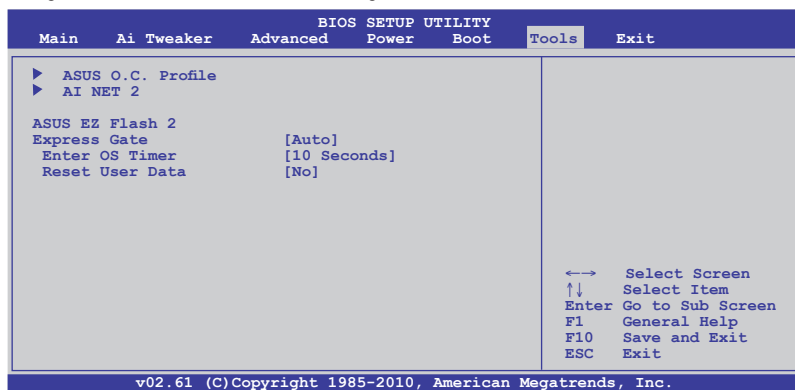 BIOS SETUP UTILITY
Main Ai Tweaker Advanced Power Boot Tools Exit
ASUS O.C. Profile
AI NET 2
ASUS EZ Flash 2
Express Gate [Auto]
Enter OS Timer [10 Seconds]
Reset User Data [No]
←→ Select Screen
↑↓ Select Item
Enter Go to Sub Screen
F1 General Help
F10 Save and Exit
ESC Exit
v02.61 (C)Copyright 1985-2010, American Megatrends, Inc.